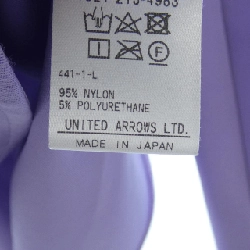 441-1-L
95% NYLON
5% POLYURETHANE
UNITED ARROWS LTD.
MADE IN JAPAN